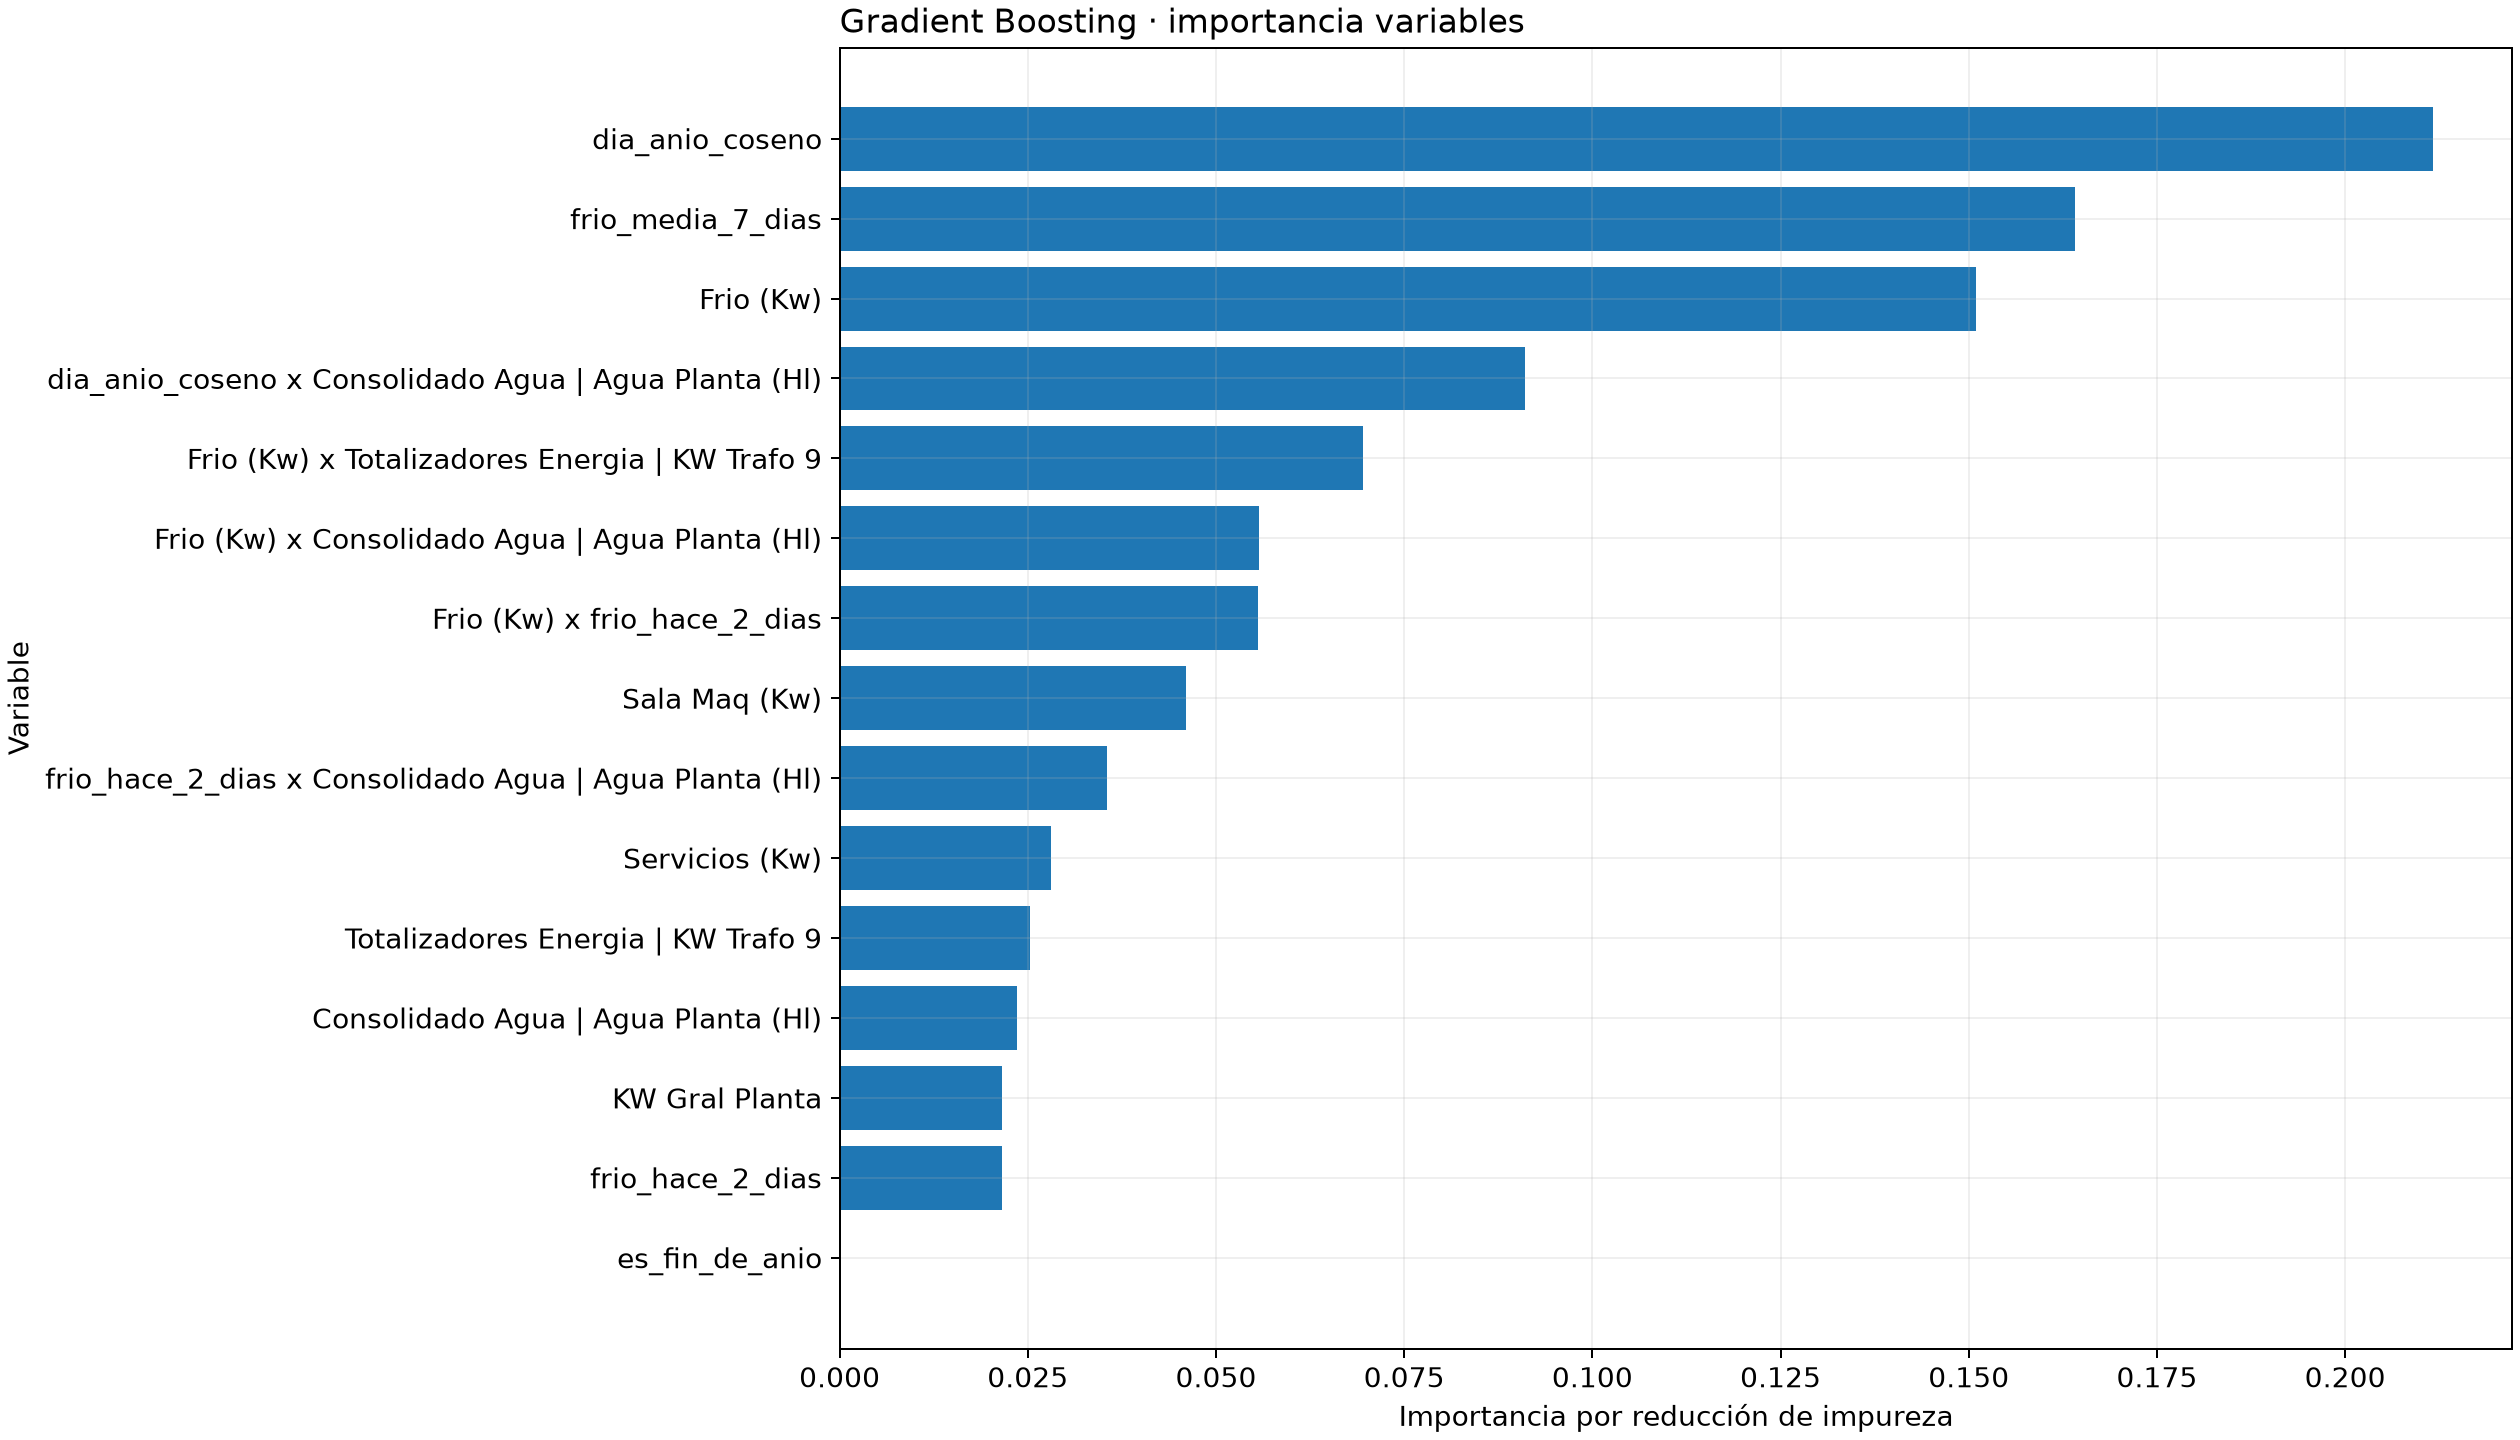 Gradient Boosting · importancia variables
Variable
dia_anio_coseno
frio_media_7_dias
Frio (Kw)
dia_anio_coseno x Consolidado Agua | Agua Planta (Hl)
Frio (Kw) x Totalizadores Energia | KW Trafo 9
Frio (Kw) x Consolidado Agua | Agua Planta (Hl)
Frio (Kw) x frio_hace_2_dias
Sala Maq (Kw)
frio_hace_2_dias x Consolidado Agua | Agua Planta (Hl)
Servicios (Kw)
Totalizadores Energia | KW Trafo 9
Consolidado Agua | Agua Planta (Hl)
KW Gral Planta
frio_hace_2_dias
es_fin_de_anio
0.000 0.025 0.050 0.075 0.100 0.125 0.150 0.175 0.200
Importancia por reducción de impureza